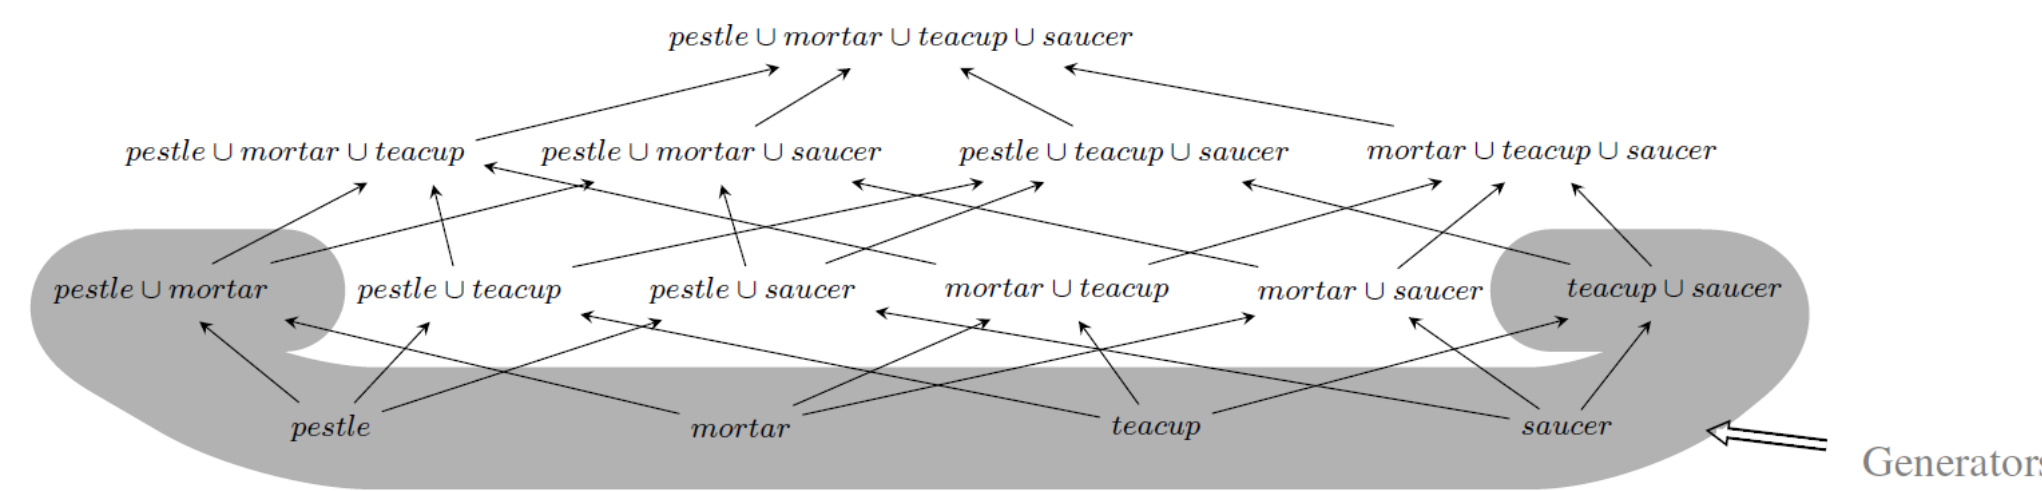 pestle ∪ mortar ∪ teacup ∪ saucer
pestle ∪ mortar ∪ teacup pestle ∪ mortar ∪ saucer pestle ∪ teacup ∪ saucer mortar ∪ teacup ∪ saucer
pestle ∪ mortar pestle ∪ teacup pestle ∪ saucer mortar ∪ teacup mortar ∪ saucer teacup ∪ saucer
pestle mortar teacup saucer
Generators